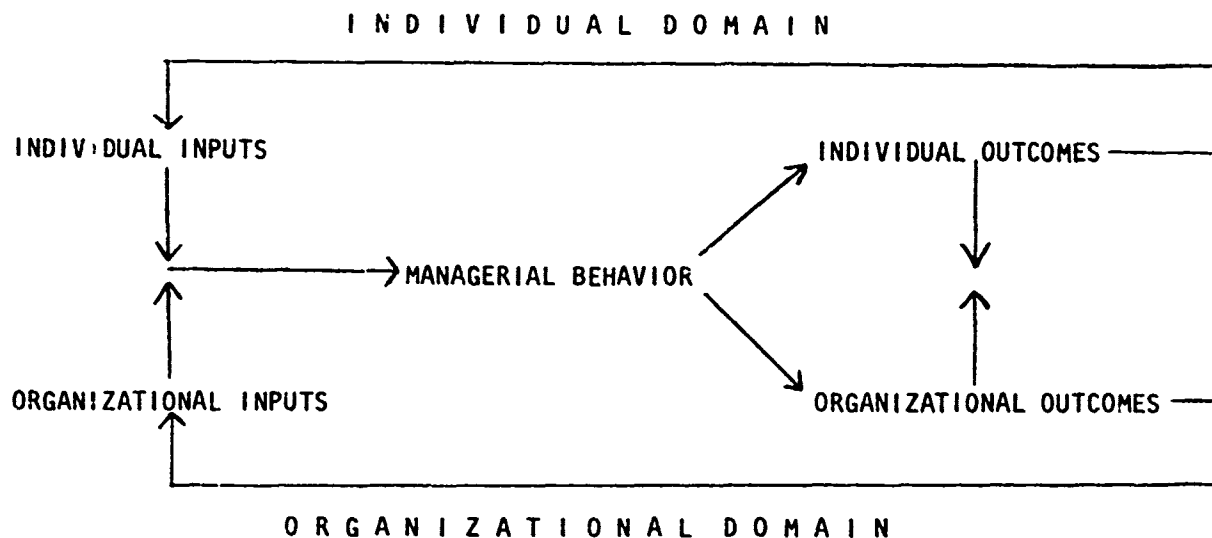 INDIVIDUAL DOMAIN
INDIVIDUAL INPUTS
INDIVIDUAL OUTCOMES
MANAGERIAL BEHAVIOR
ORGANIZATIONAL INPUTS
ORGANIZATIONAL OUTCOMES
ORGANIZATIONAL DOMAIN